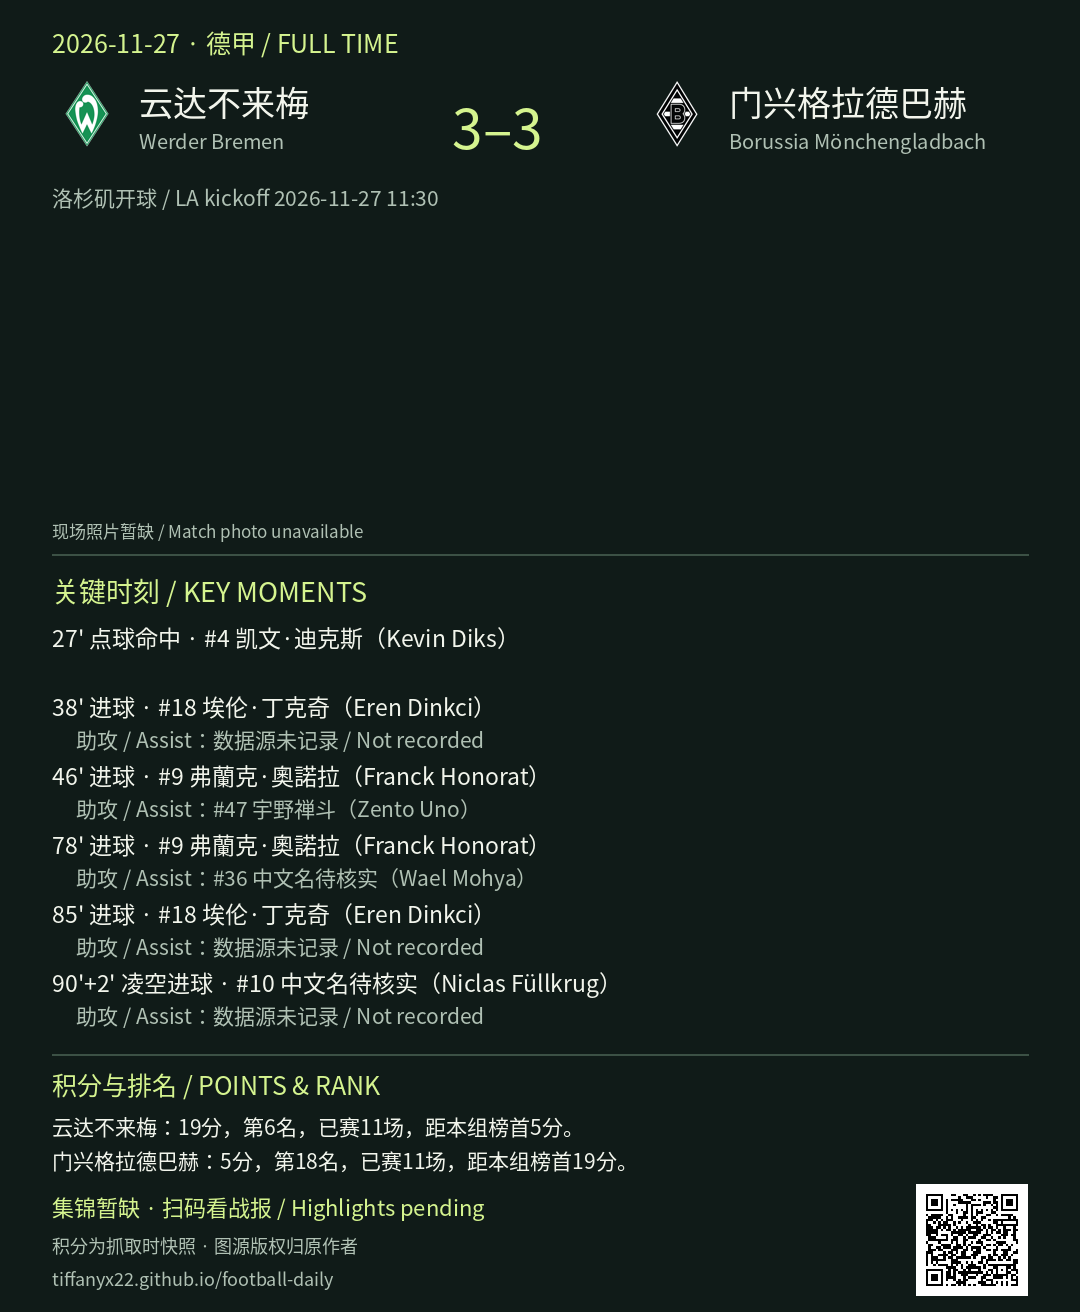 2026-11-27 · 德甲 / FULL TIME
云达不来梅
Werder Bremen
3–3
门兴格拉德巴赫
Borussia Mönchengladbach
洛杉矶开球 / LA kickoff 2026-11-27 11:30
现场照片暂缺 / Match photo unavailable
关键时刻 / KEY MOMENTS
27' 点球命中 · #4 凯文·迪克斯（Kevin Diks）
38' 进球 · #18 埃伦·丁克奇（Eren Dinkci）
助攻 / Assist：数据源未记录 / Not recorded
46' 进球 · #9 弗蘭克·奧諾拉（Franck Honorat）
助攻 / Assist：#47 宇野禅斗（Zento Uno）
78' 进球 · #9 弗蘭克·奧諾拉（Franck Honorat）
助攻 / Assist：#36 中文名待核实（Wael Mohya）
85' 进球 · #18 埃伦·丁克奇（Eren Dinkci）
助攻 / Assist：数据源未记录 / Not recorded
90'+2' 凌空进球 · #10 中文名待核实（Niclas Füllkrug）
助攻 / Assist：数据源未记录 / Not recorded
积分与排名 / POINTS & RANK
云达不来梅：19分，第6名，已赛11场，距本组榜首5分。
门兴格拉德巴赫：5分，第18名，已赛11场，距本组榜首19分。
集锦暂缺 · 扫码看战报 / Highlights pending
积分为抓取时快照 · 图源版权归原作者
tiffanyx22.github.io/football-daily